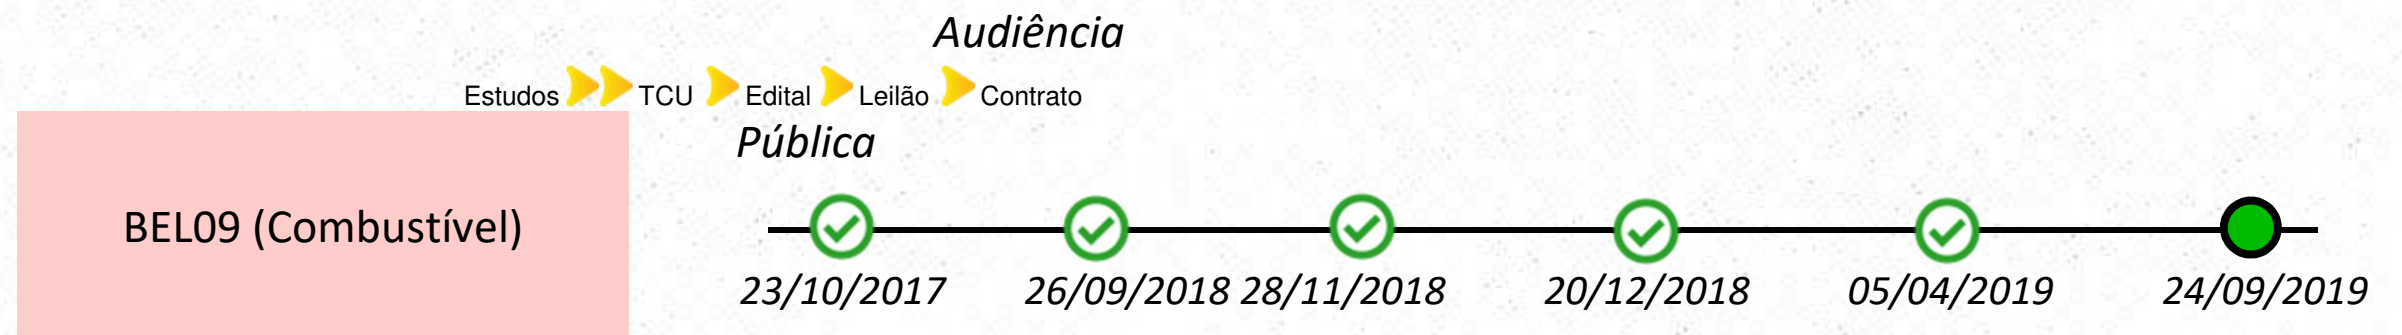 Audiência
Estudos TCU Edital Leilão Contrato
Pública
BEL09 (Combustível)
23/10/2017 26/09/2018 28/11/2018 20/12/2018 05/04/2019 24/09/2019